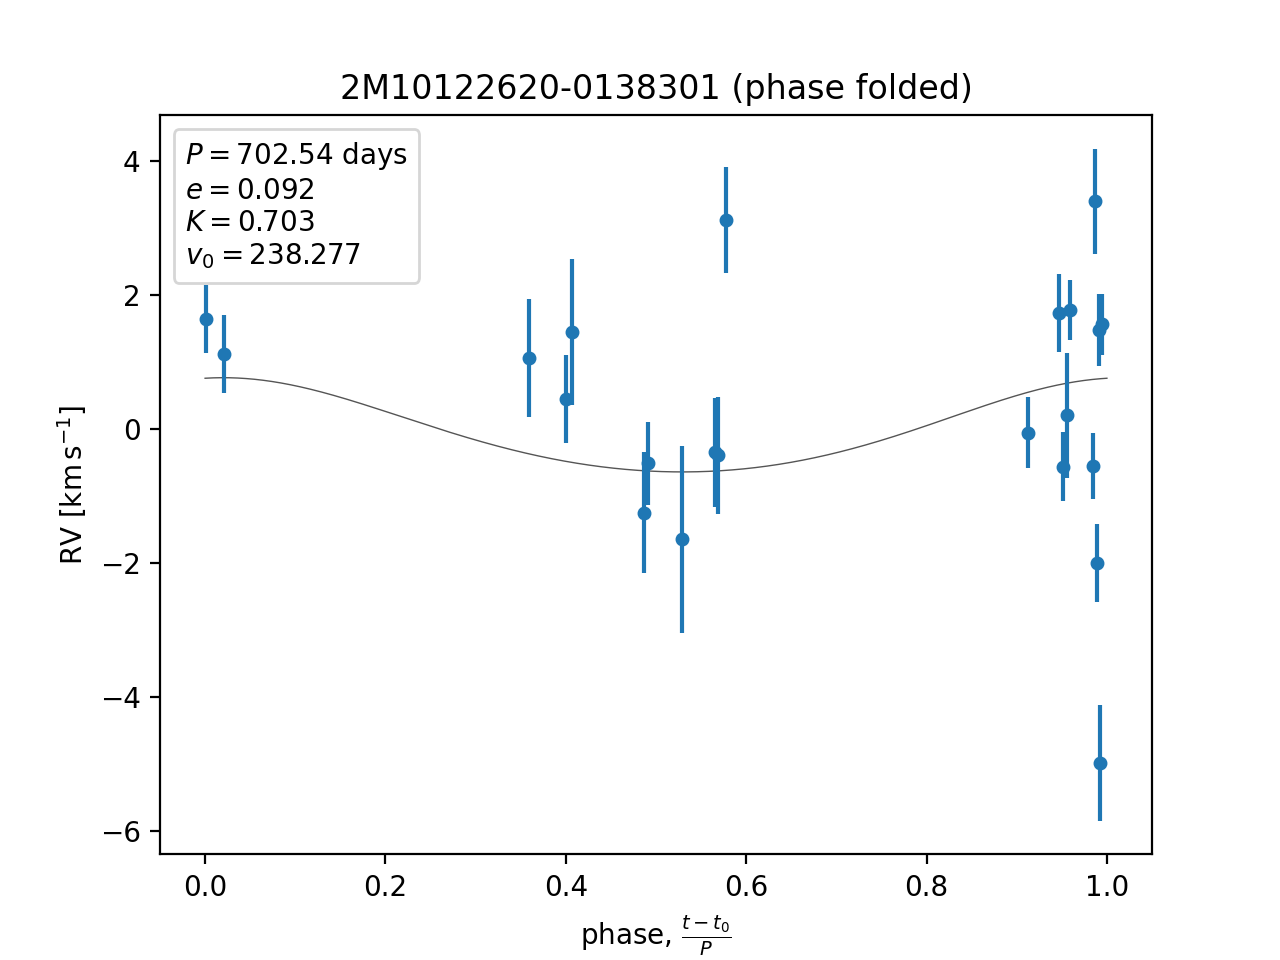 2M10122620-0138301 (phase folded)
P = 702.54 days
e = 0.092
K = 0.703
v₀ = 238.277
4
2
0
−2
−4
−6
RV [km s⁻¹]
0.0 0.2 0.4 0.6 0.8 1.0
phase, (t − t₀)/P